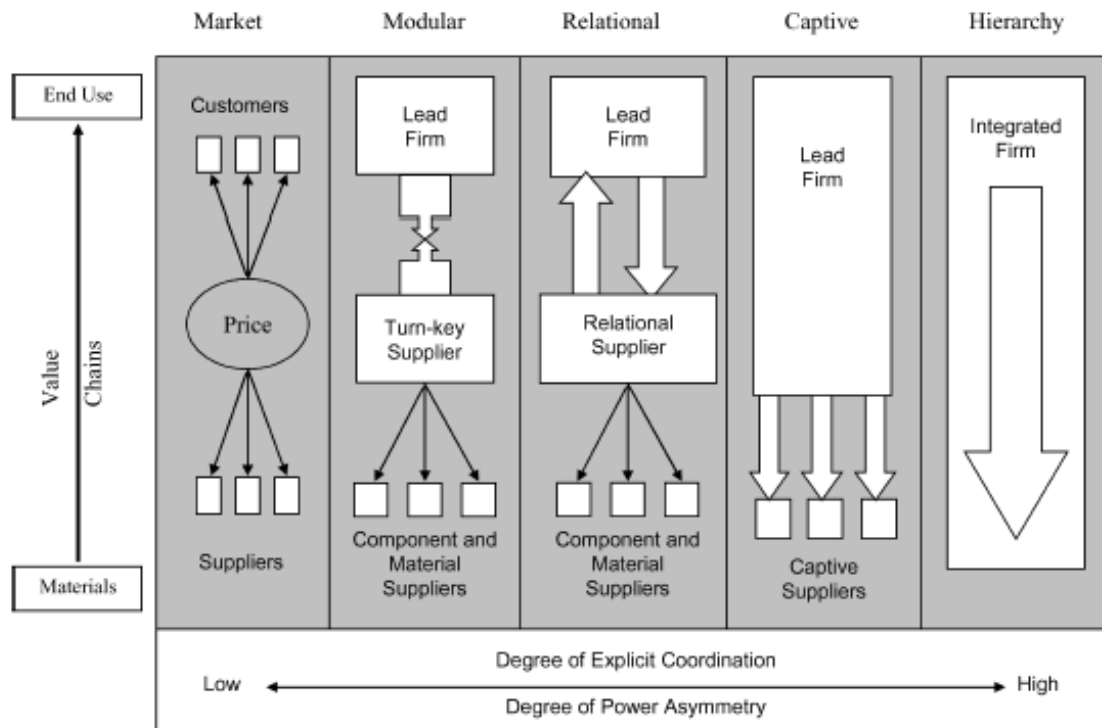 Market
Modular
Relational
Captive
Hierarchy
End Use
Value
Chains
Materials
Customers
Price
Suppliers
Lead
Firm
Turn-key
Supplier
Component and
Material
Suppliers
Lead
Firm
Relational
Supplier
Component and
Material
Suppliers
Lead
Firm
Captive
Suppliers
Integrated
Firm
Degree of Explicit Coordination
Low
High
Degree of Power Asymmetry